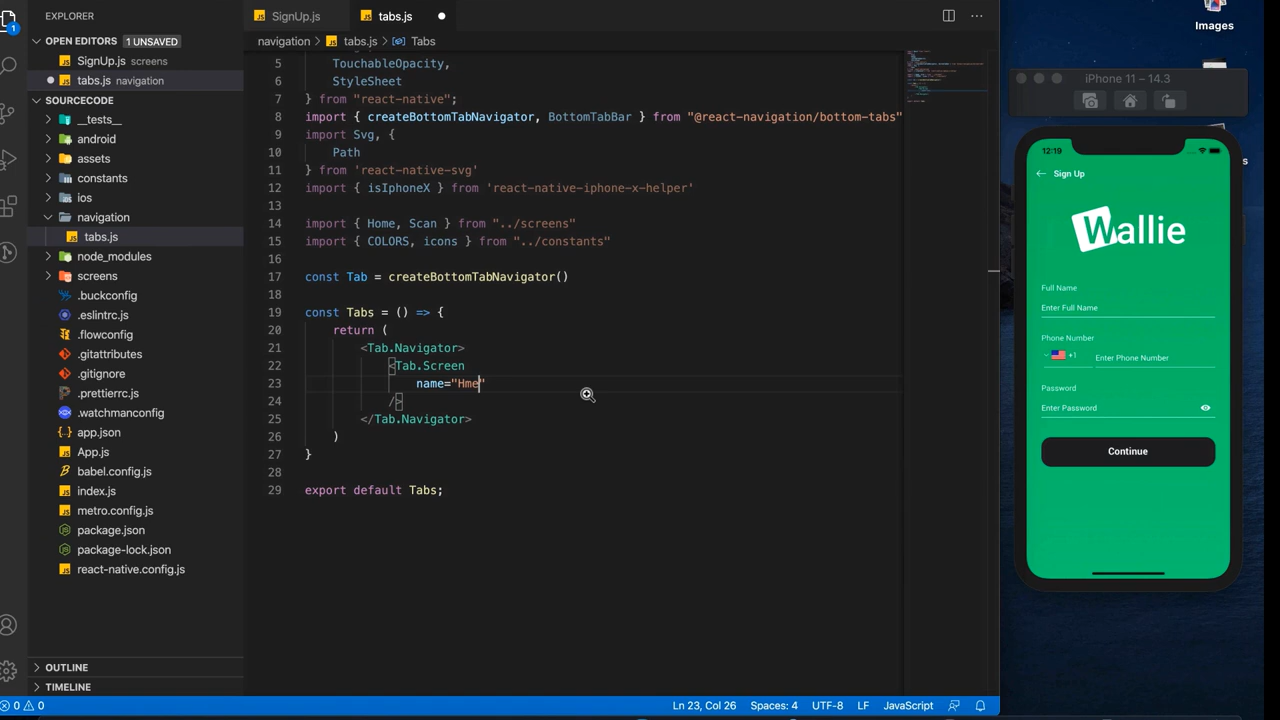 EXPLORER
OPEN EDITORS 1 UNSAVED
SignUp.js screens
tabs.js navigation
SOURCECODE
__tests__
android
assets
constants
ios
navigation
tabs.js
node_modules
screens
.buckconfig
.eslintrc.js
.flowconfig
.gitattributes
.gitignore
.prettierrc.js
.watchmanconfig
app.json
App.js
babel.config.js
index.js
metro.config.js
package.json
package-lock.json
react-native.config.js
OUTLINE
TIMELINE
SignUp.js
tabs.js
navigation > tabs.js > Tabs
5 TouchableOpacity,
6 StyleSheet
7 } from "react-native";
8 import { createBottomTabNavigator, BottomTabBar } from "@react-navigation/bottom-tabs"
9 import Svg, {
10 Path
11 } from 'react-native-svg'
12 import { isIphoneX } from 'react-native-iphone-x-helper'
13
14 import { Home, Scan } from "../screens"
15 import { COLORS, icons } from "../constants"
16
17 const Tab = createBottomTabNavigator()
18
19 const Tabs = () => {
20 return (
21 <Tab.Navigator>
22 <Tab.Screen
23 name="Hme"
24 />
25 </Tab.Navigator>
26 )
27 }
28
29 export default Tabs;
Images
iPhone 11 – 14.3
12:19
Sign Up
Wallie
Full Name
Enter Full Name
Phone Number
+1 Enter Phone Number
Password
Enter Password
Continue
1
0 0
Ln 23, Col 26 Spaces: 4 UTF-8 LF JavaScript